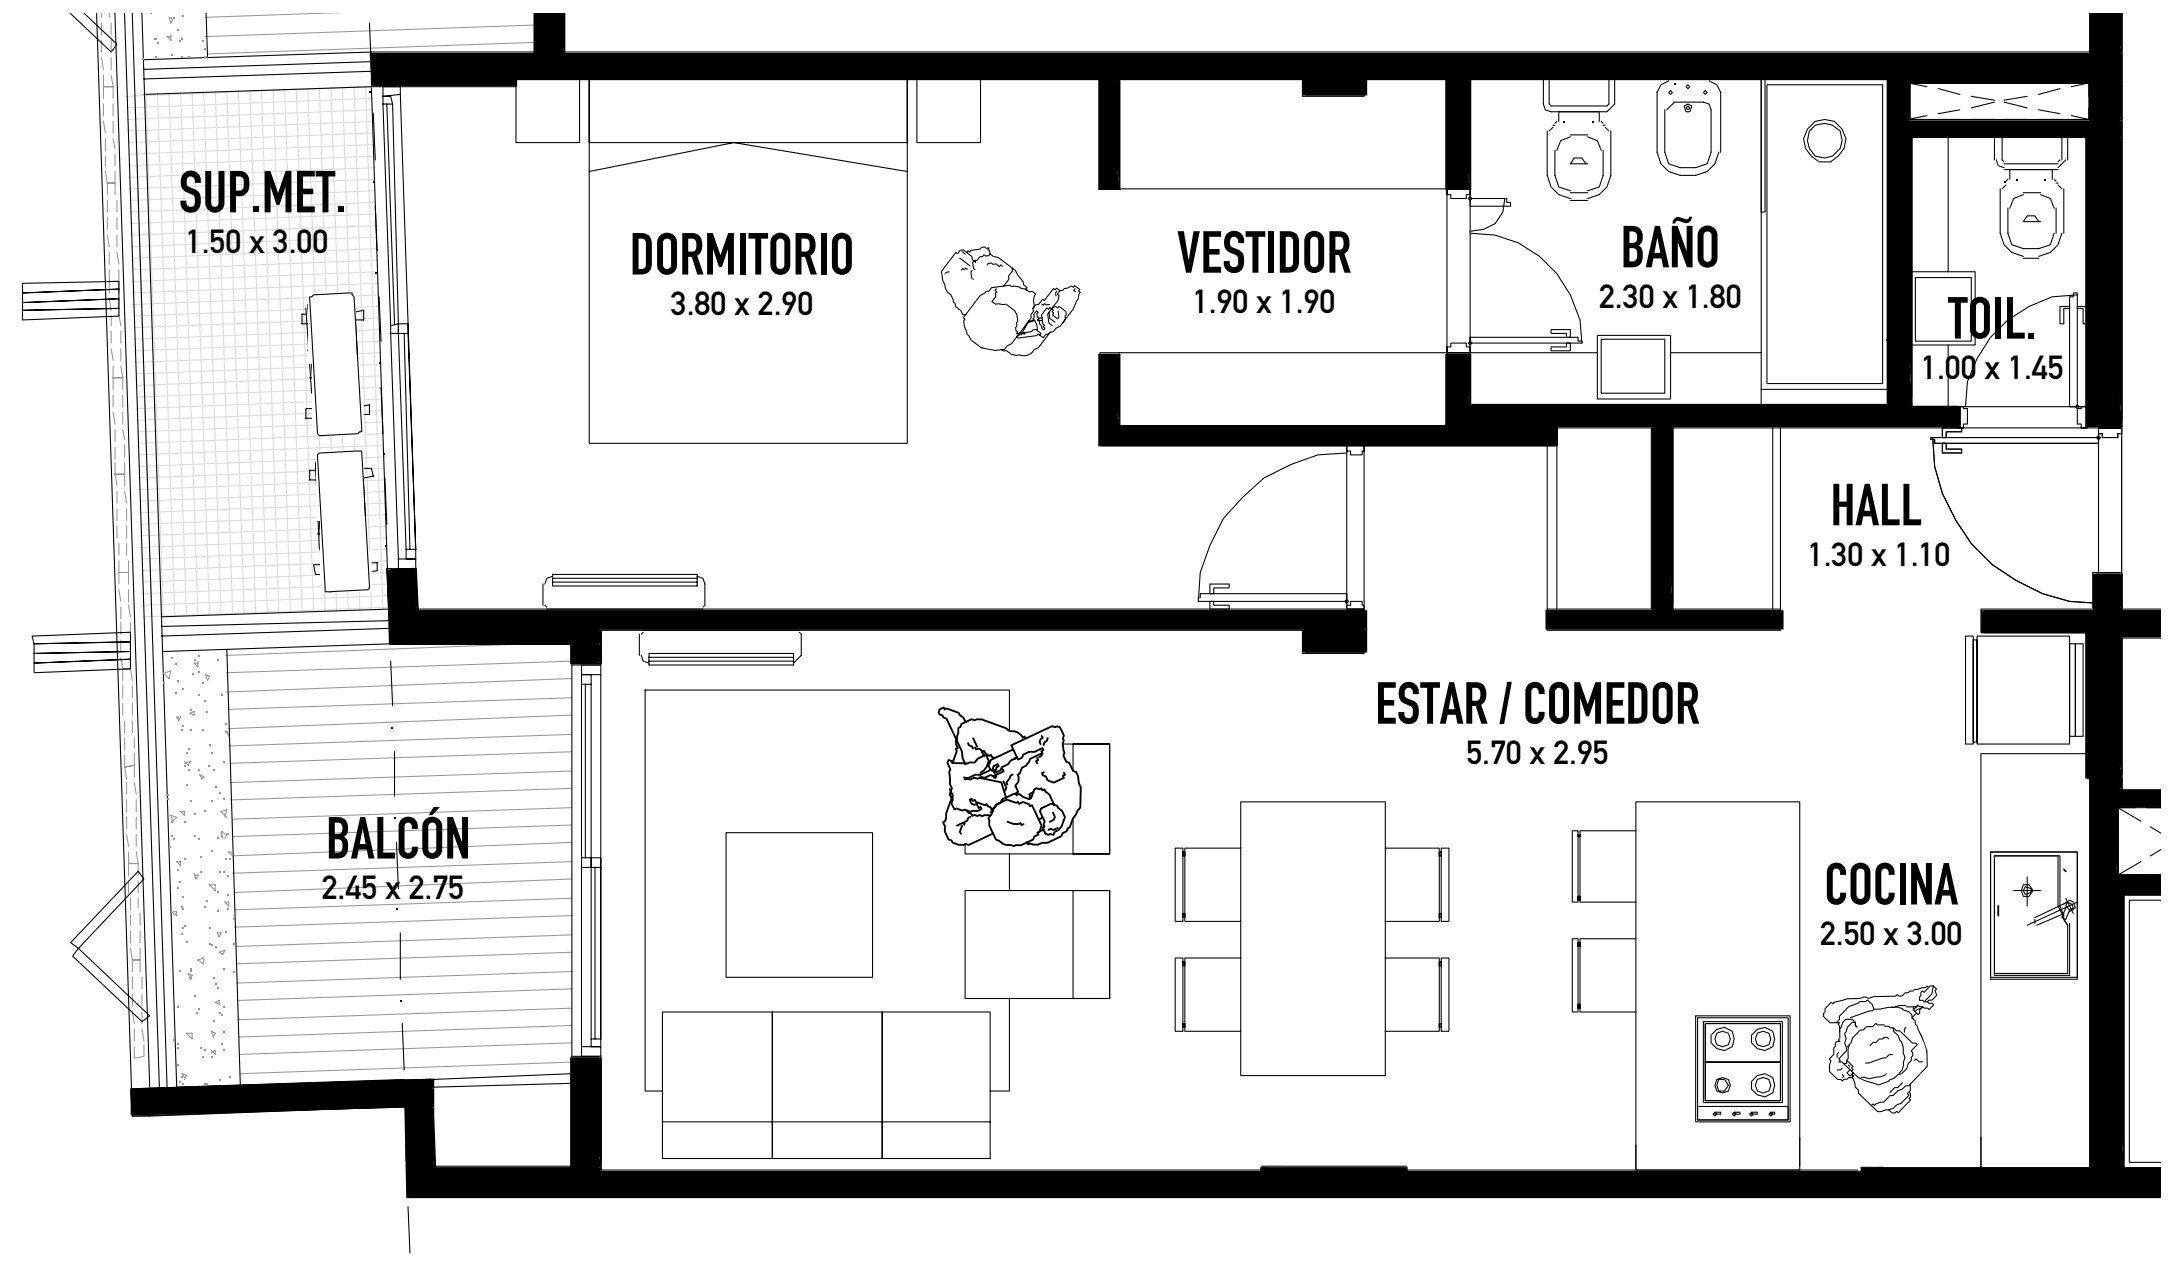 SUP.MET.
1.50 x 3.00
DORMITORIO
3.80 x 2.90
VESTIDOR
1.90 x 1.90
BAÑO
2.30 x 1.80
TOIL.
1.00 x 1.45
HALL
1.30 x 1.10
ESTAR / COMEDOR
5.70 x 2.95
BALCÓN
2.45 x 2.75
COCINA
2.50 x 3.00